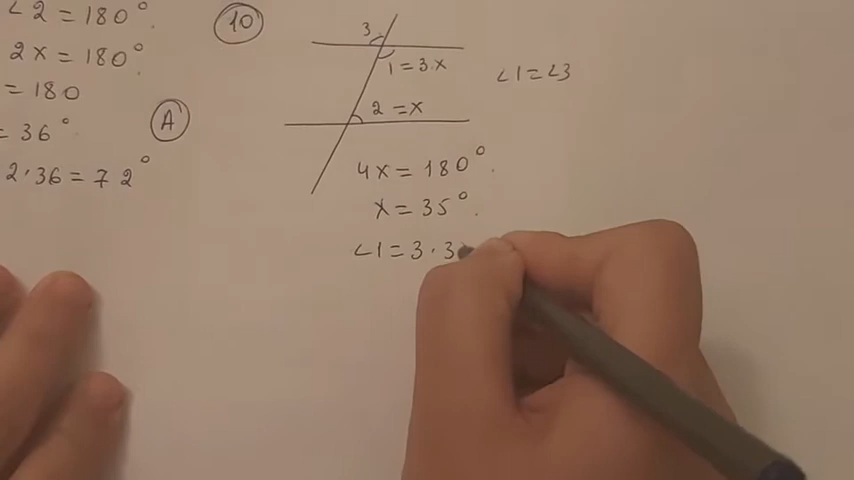 ∠2 = 180°
2x = 180°
= 180
= 36°
2·36 = 72°
A
10
3
1 = 3x
2 = x
∠1 = ∠3
4x = 180°.
x = 35°.
∠1 = 3·3